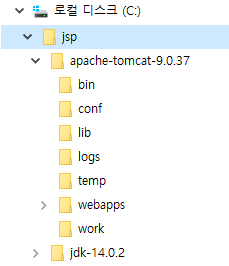 로컬 디스크 (C:)
jsp
apache-tomcat-9.0.37
bin
conf
lib
logs
temp
webapps
work
jdk-14.0.2